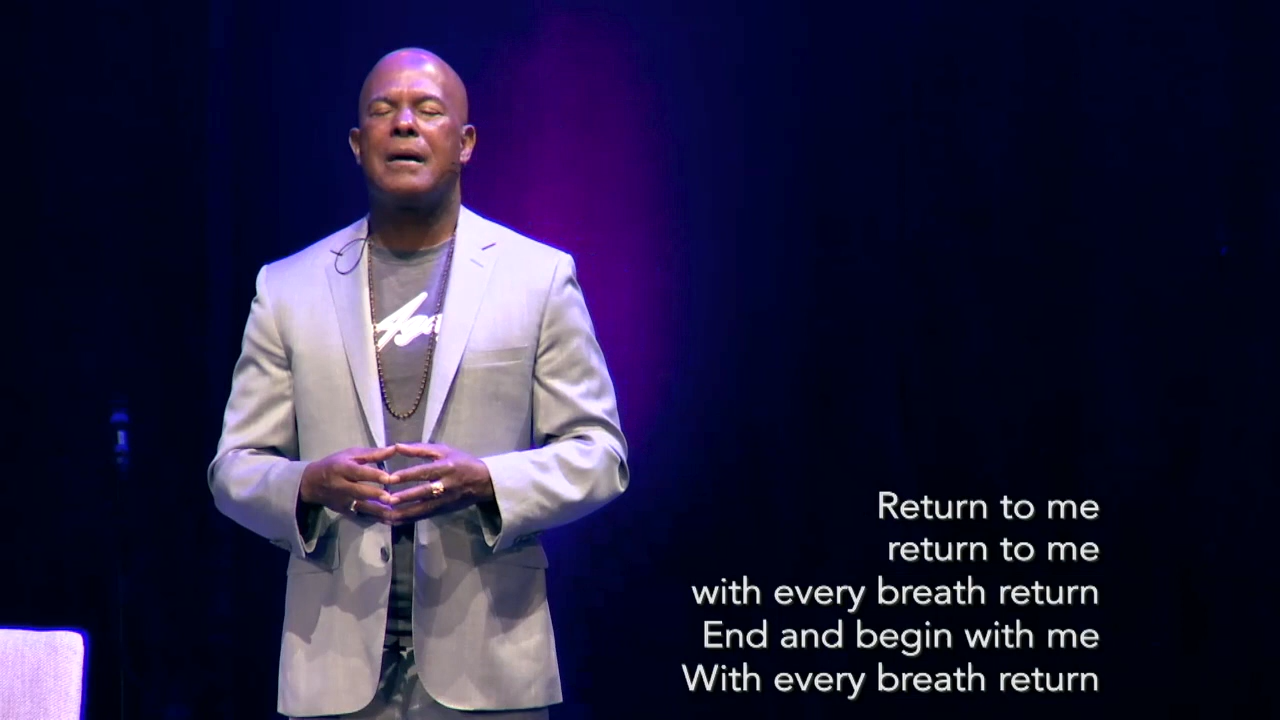 Return to me
return to me
with every breath return
End and begin with me
With every breath return